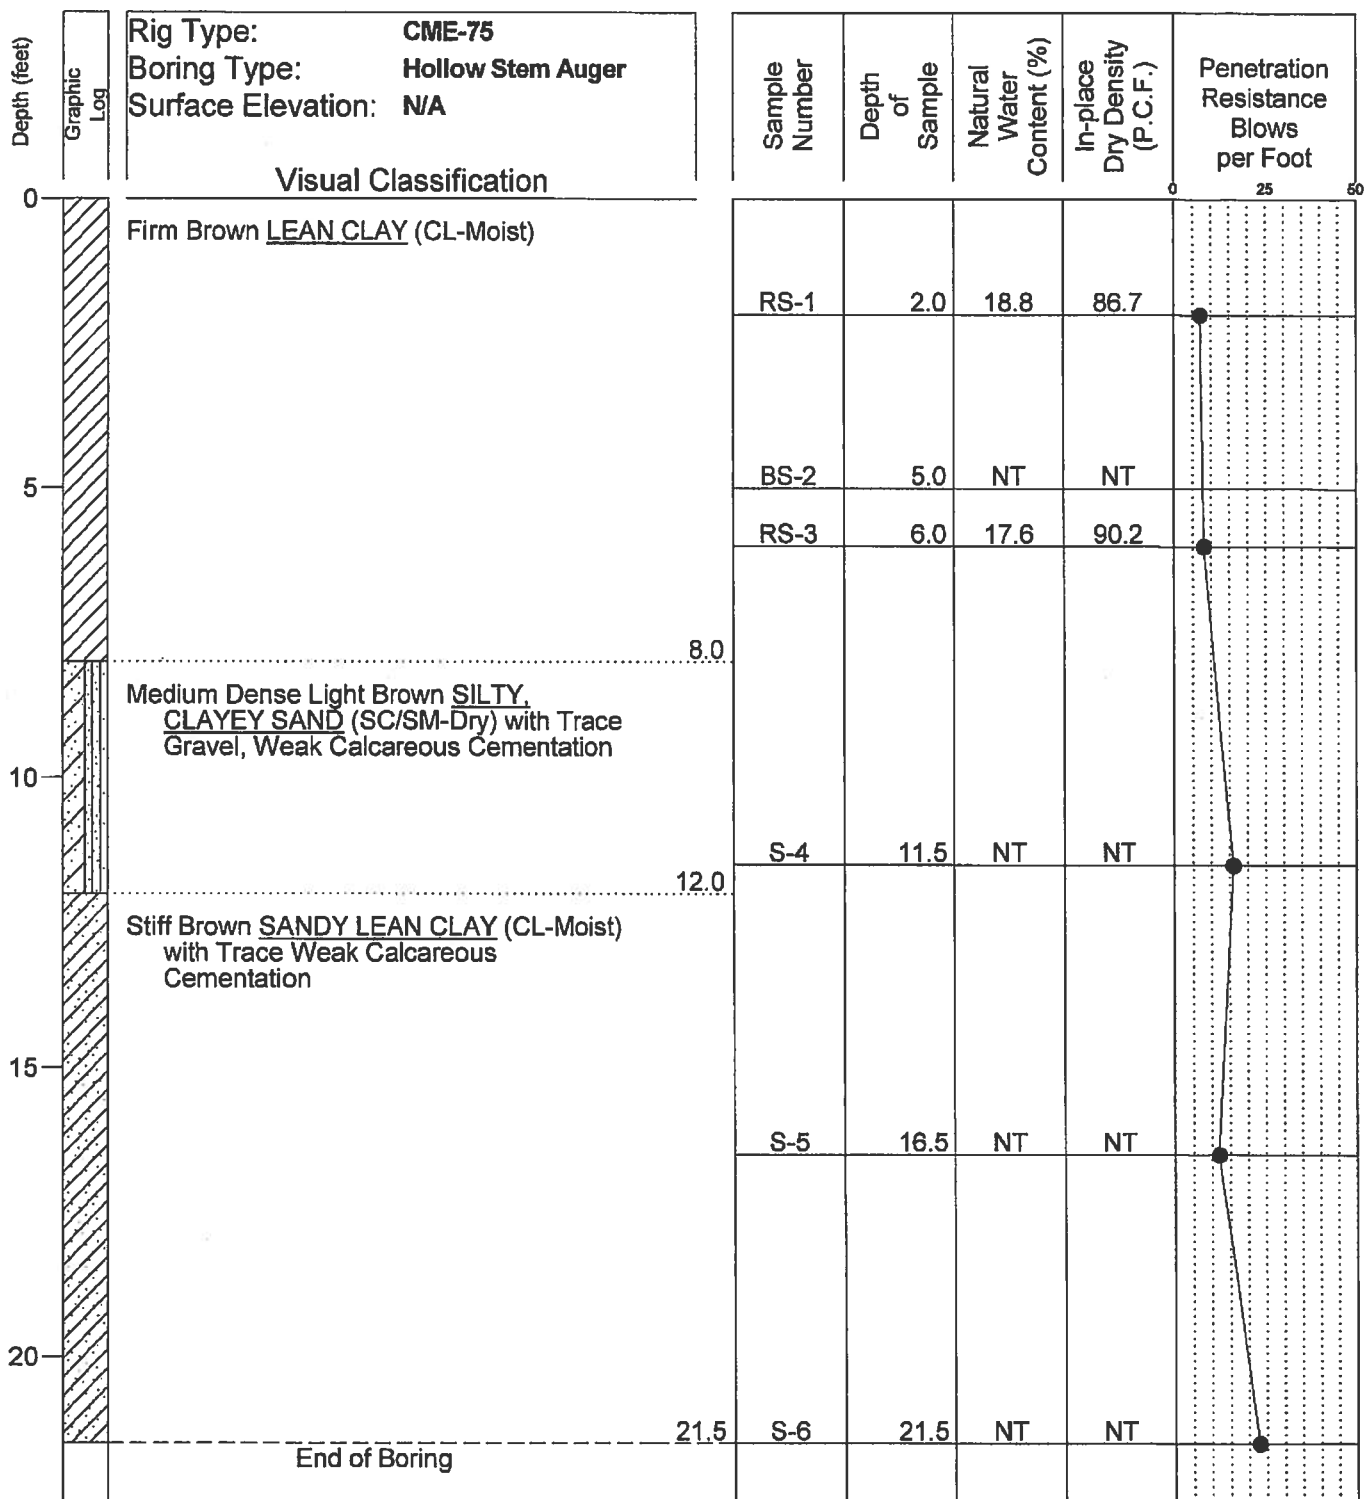 Depth (feet)
Graphic
Log
Rig Type: CME-75
Boring Type: Hollow Stem Auger
Surface Elevation: N/A
Visual Classification
Sample
Number
Depth
of
Sample
Natural
Water
Content (%)
In-place
Dry Density
(P.C.F.)
Penetration
Resistance
Blows
per Foot
0 25 50
0
Firm Brown LEAN CLAY (CL-Moist)
RS-1 2.0 18.8 86.7
5
BS-2 5.0 NT NT
RS-3 6.0 17.6 90.2
8.0
Medium Dense Light Brown SILTY,
CLAYEY SAND (SC/SM-Dry) with Trace
Gravel, Weak Calcareous Cementation
10
S-4 11.5 NT NT
12.0
Stiff Brown SANDY LEAN CLAY (CL-Moist)
with Trace Weak Calcareous
Cementation
15
S-5 16.5 NT NT
20
21.5 S-6 21.5 NT NT
End of Boring